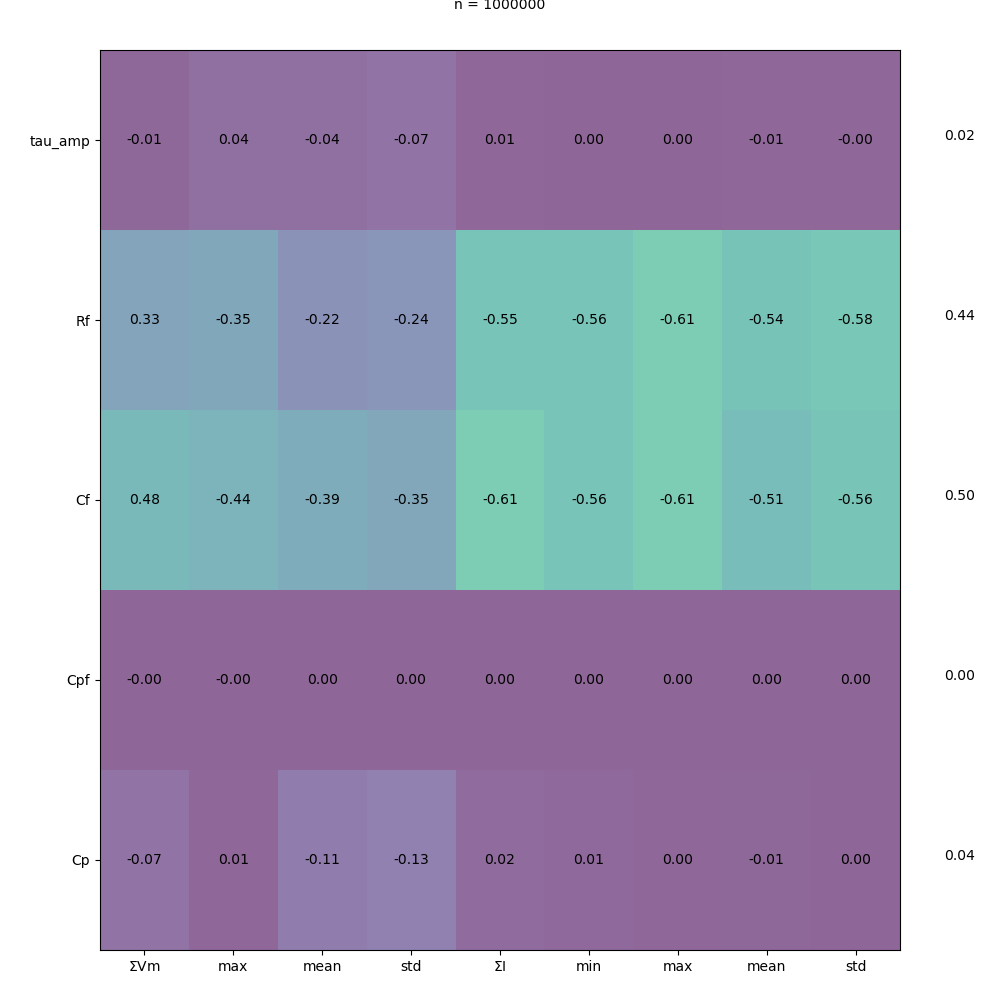 n = 1000000
tau_amp -0.01 0.04 -0.04 -0.07 0.01 0.00 0.00 -0.01 -0.00 0.02
Rf 0.33 -0.35 -0.22 -0.24 -0.55 -0.56 -0.61 -0.54 -0.58 0.44
Cf 0.48 -0.44 -0.39 -0.35 -0.61 -0.56 -0.61 -0.51 -0.56 0.50
Cpf -0.00 -0.00 0.00 0.00 0.00 0.00 0.00 0.00 0.00 0.00
Cp -0.07 0.01 -0.11 -0.13 0.02 0.01 0.00 -0.01 0.00 0.04
ΣVm max mean std ΣI min max mean std